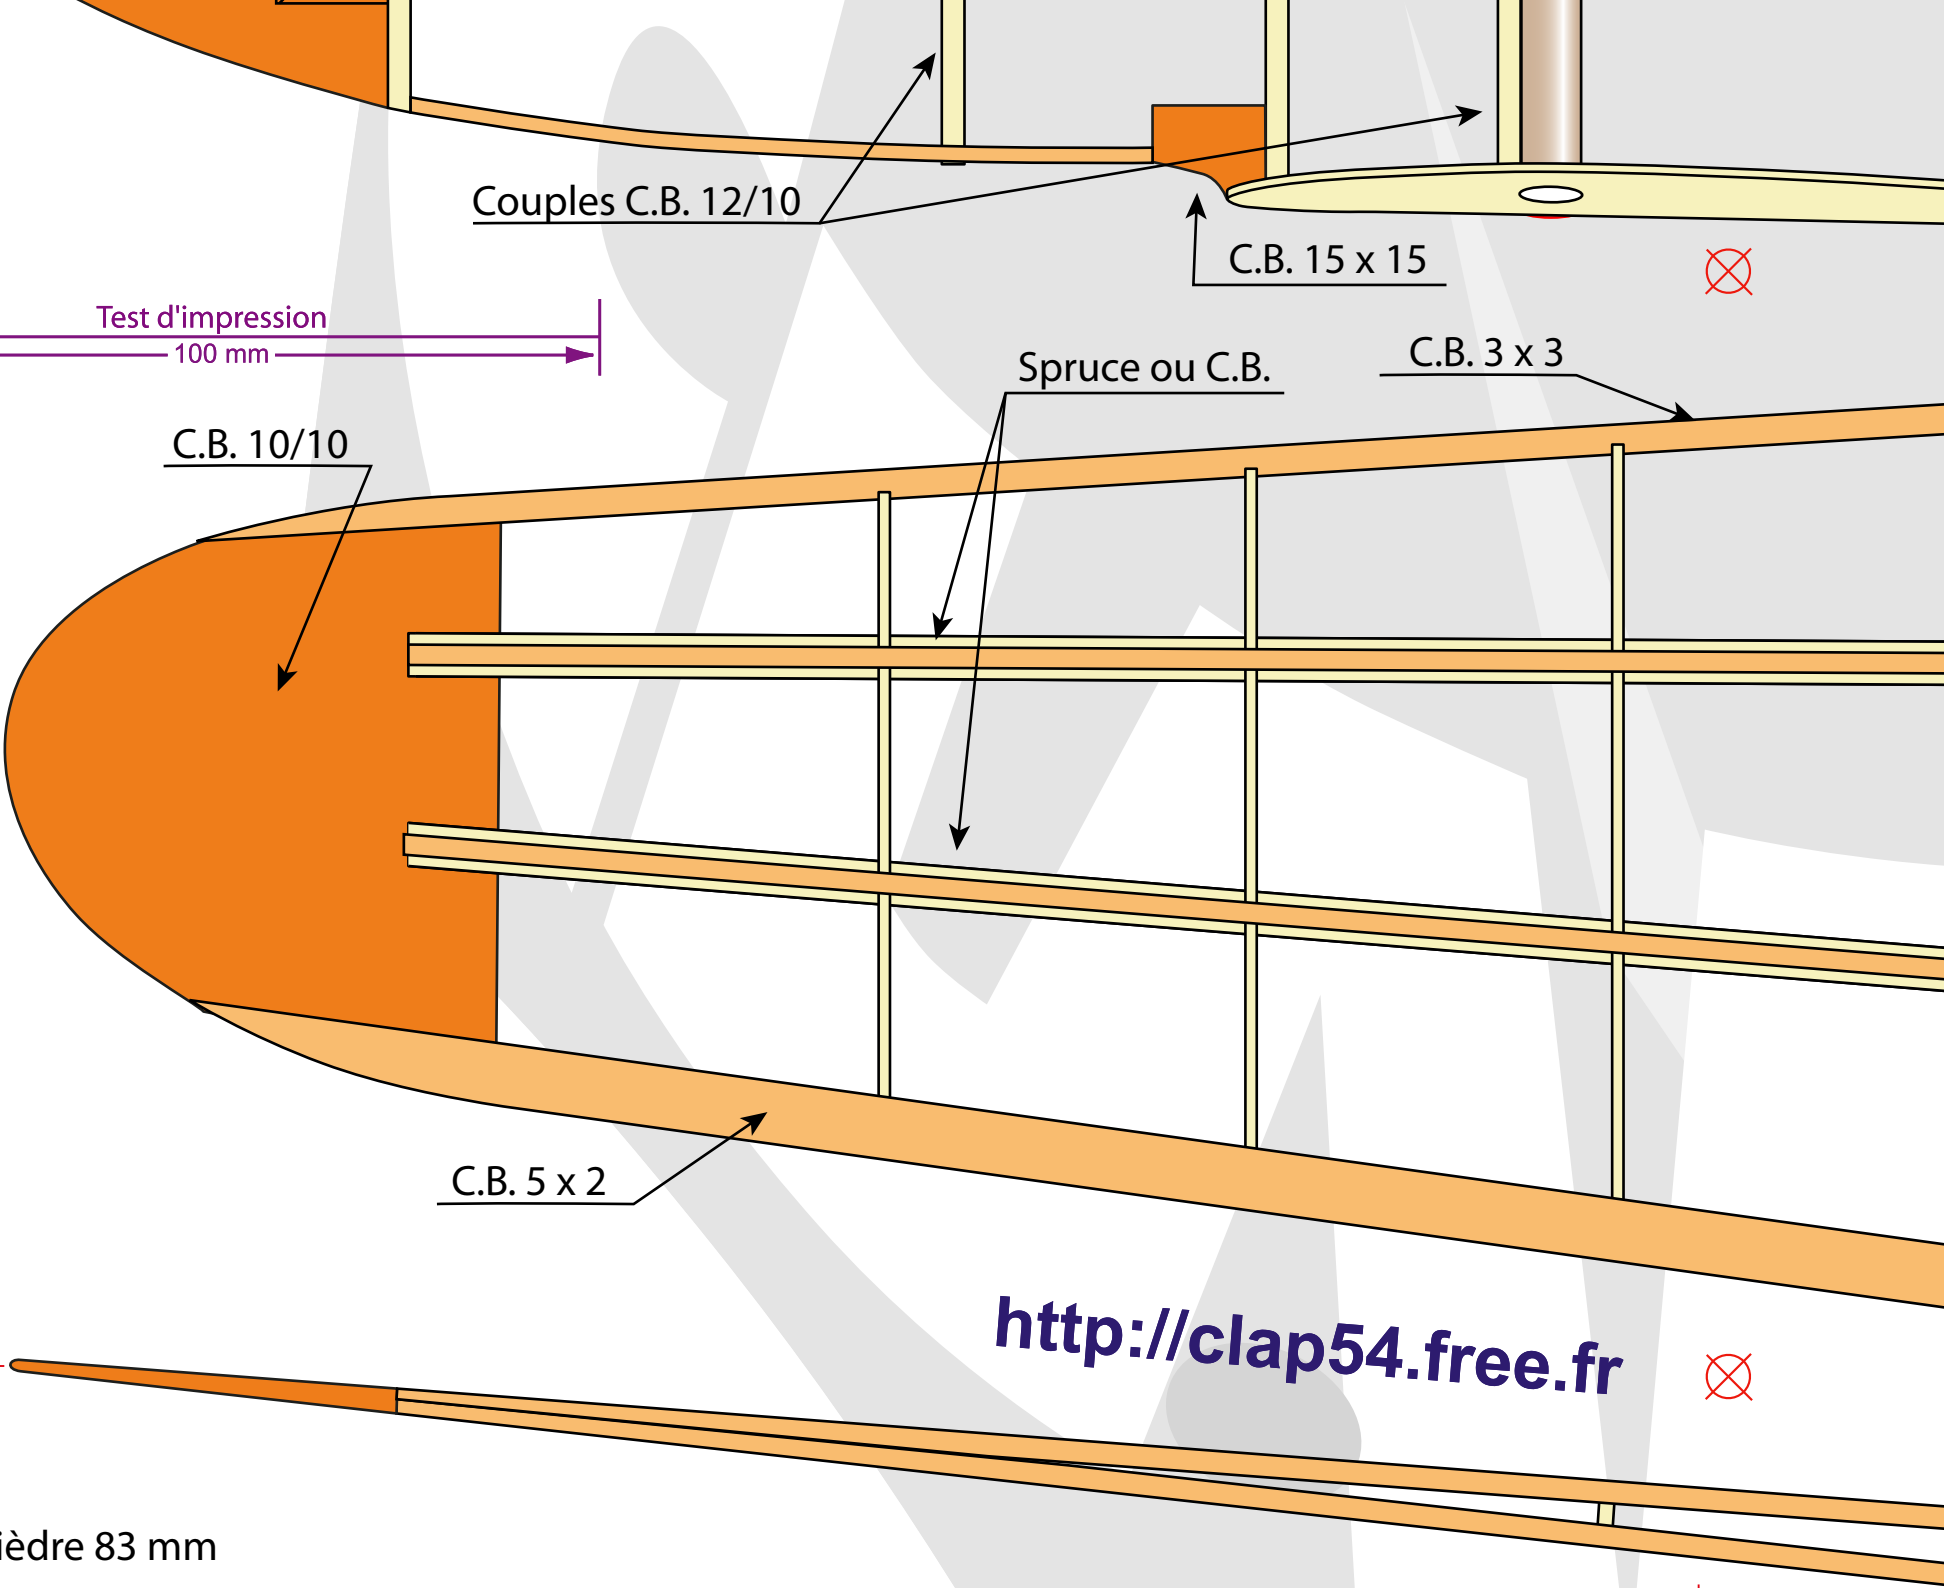 Couples C.B. 12/10
C.B. 15 x 15
Test d'impression
100 mm
Spruce ou C.B.
C.B. 3 x 3
C.B. 10/10
C.B. 5 x 2
http://clap54.free.fr
ièdre 83 mm